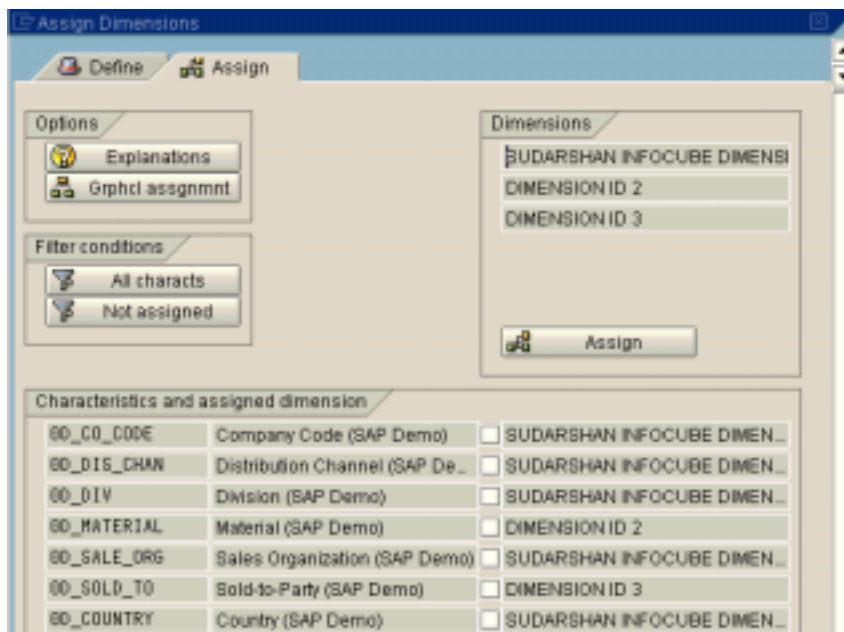 Assign Dimensions
Define
Assign
Options
Explanations
Grphcl assgnmnt
Filter conditions
All characts
Not assigned
Dimensions
SUDARSHAN INFOCUBE DIMENSI
DIMENSION ID 2
DIMENSION ID 3
Assign
Characteristics and assigned dimension
0D_CO_CODE Company Code (SAP Demo) SUDARSHAN INFOCUBE DIMEN...
0D_DIS_CHAN Distribution Channel (SAP De... SUDARSHAN INFOCUBE DIMEN...
0D_DIV Division (SAP Demo) SUDARSHAN INFOCUBE DIMEN...
0D_MATERIAL Material (SAP Demo) DIMENSION ID 2
0D_SALE_ORG Sales Organization (SAP Demo) SUDARSHAN INFOCUBE DIMEN...
0D_SOLD_TO Sold-to-Party (SAP Demo) DIMENSION ID 3
0D_COUNTRY Country (SAP Demo) SUDARSHAN INFOCUBE DIMEN...